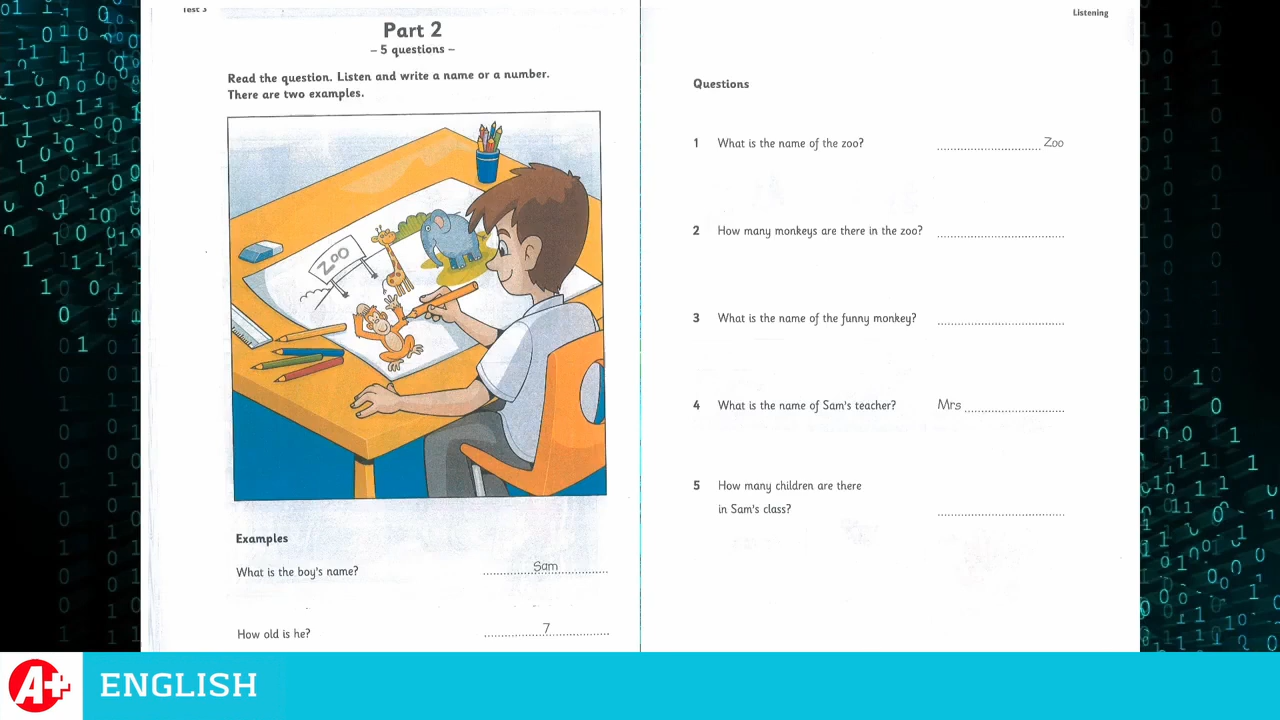 Test 3
Part 2
– 5 questions –
Read the question. Listen and write a name or a number.
There are two examples.
ZOO
Examples
What is the boy's name? Sam
How old is he? 7
Listening
Questions
1 What is the name of the zoo? Zoo
2 How many monkeys are there in the zoo?
3 What is the name of the funny monkey?
4 What is the name of Sam's teacher? Mrs
5 How many children are there
in Sam's class?
A+ ENGLISH